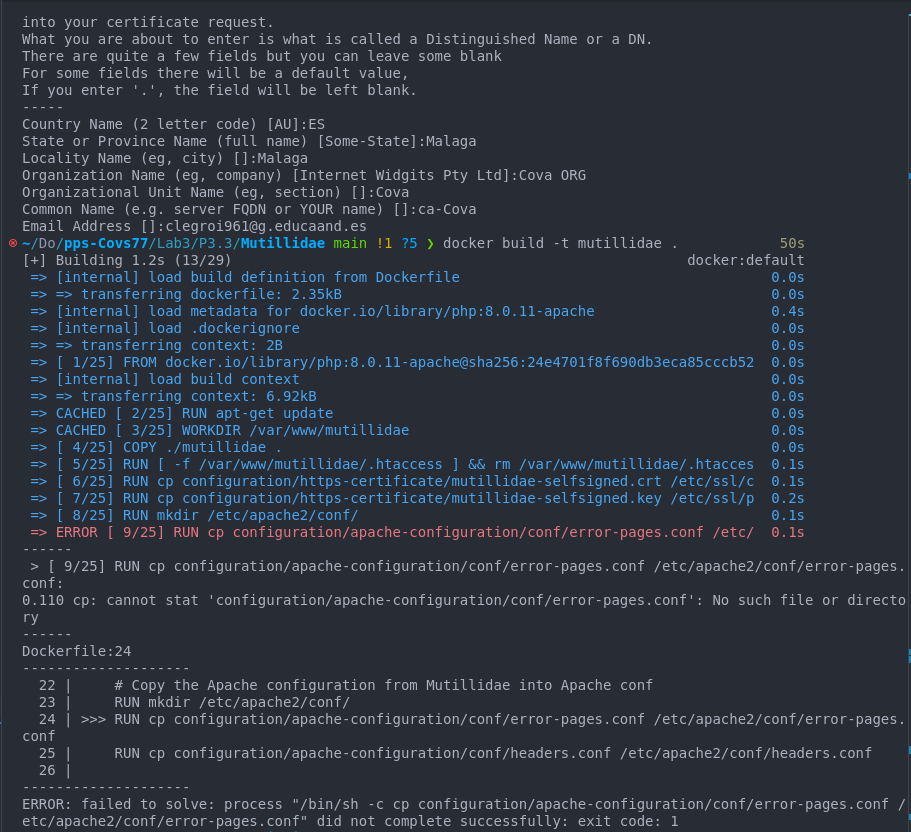 into your certificate request.
What you are about to enter is what is called a Distinguished Name or a DN.
There are quite a few fields but you can leave some blank
For some fields there will be a default value,
If you enter '.', the field will be left blank.
-----
Country Name (2 letter code) [AU]:ES
State or Province Name (full name) [Some-State]:Malaga
Locality Name (eg, city) []:Malaga
Organization Name (eg, company) [Internet Widgits Pty Ltd]:Cova ORG
Organizational Unit Name (eg, section) []:Cova
Common Name (e.g. server FQDN or YOUR name) []:ca-Cova
Email Address []:clegroi961@g.educaand.es
~/Do/pps-Covs77/Lab3/P3.3/Mutillidae main !1 ?5 ❯ docker build -t mutillidae . 50s
[+] Building 1.2s (13/29) docker:default
=> [internal] load build definition from Dockerfile 0.0s
=> => transferring dockerfile: 2.35kB 0.0s
=> [internal] load metadata for docker.io/library/php:8.0.11-apache 0.4s
=> [internal] load .dockerignore 0.0s
=> => transferring context: 2B 0.0s
=> [ 1/25] FROM docker.io/library/php:8.0.11-apache@sha256:24e4701f8f690db3eca85cccb52 0.0s
=> [internal] load build context 0.0s
=> => transferring context: 6.92kB 0.0s
=> CACHED [ 2/25] RUN apt-get update 0.0s
=> CACHED [ 3/25] WORKDIR /var/www/mutillidae 0.0s
=> [ 4/25] COPY ./mutillidae . 0.0s
=> [ 5/25] RUN [ -f /var/www/mutillidae/.htaccess ] && rm /var/www/mutillidae/.htacces 0.1s
=> [ 6/25] RUN cp configuration/https-certificate/mutillidae-selfsigned.crt /etc/ssl/c 0.1s
=> [ 7/25] RUN cp configuration/https-certificate/mutillidae-selfsigned.key /etc/ssl/p 0.2s
=> [ 8/25] RUN mkdir /etc/apache2/conf/ 0.1s
=> ERROR [ 9/25] RUN cp configuration/apache-configuration/conf/error-pages.conf /etc/ 0.1s
------
> [ 9/25] RUN cp configuration/apache-configuration/conf/error-pages.conf /etc/apache2/conf/error-pages.
conf:
0.110 cp: cannot stat 'configuration/apache-configuration/conf/error-pages.conf': No such file or directo
ry
------
Dockerfile:24
--------------------
22 | # Copy the Apache configuration from Mutillidae into Apache conf
23 | RUN mkdir /etc/apache2/conf/
24 | >>> RUN cp configuration/apache-configuration/conf/error-pages.conf /etc/apache2/conf/error-pages.
conf
25 | RUN cp configuration/apache-configuration/conf/headers.conf /etc/apache2/conf/headers.conf
26 |
--------------------
ERROR: failed to solve: process "/bin/sh -c cp configuration/apache-configuration/conf/error-pages.conf /
etc/apache2/conf/error-pages.conf" did not complete successfully: exit code: 1